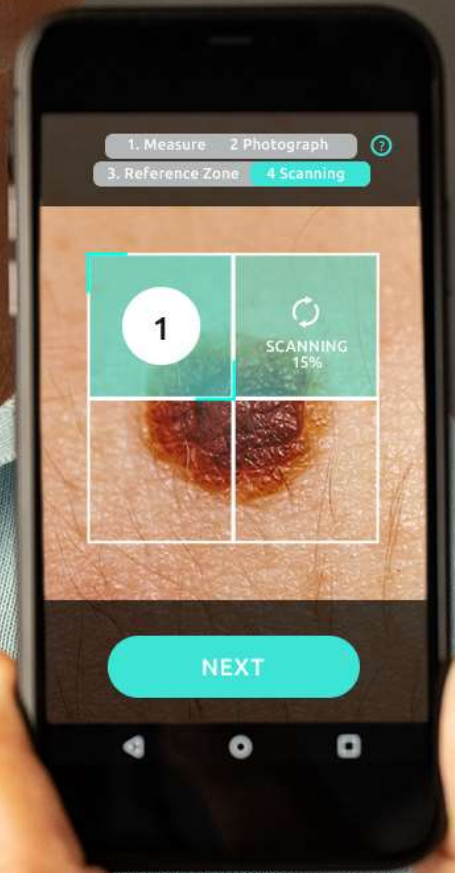 1. Measure 2 Photograph ?
3. Reference Zone 4 Scanning
1
SCANNING
15%
NEXT